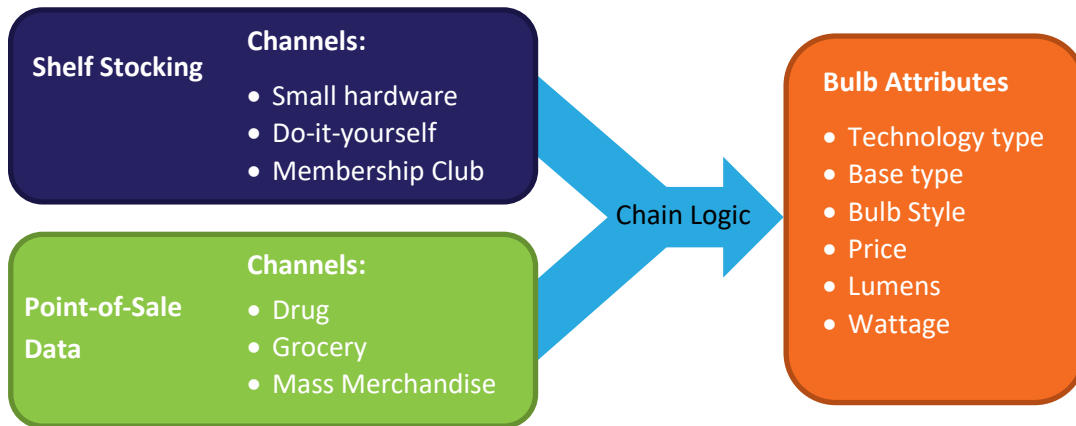 Shelf Stocking
Channels:
• Small hardware
• Do-it-yourself
• Membership Club
Point-of-Sale
Data
Channels:
• Drug
• Grocery
• Mass Merchandise
Chain Logic
Bulb Attributes
• Technology type
• Base type
• Bulb Style
• Price
• Lumens
• Wattage